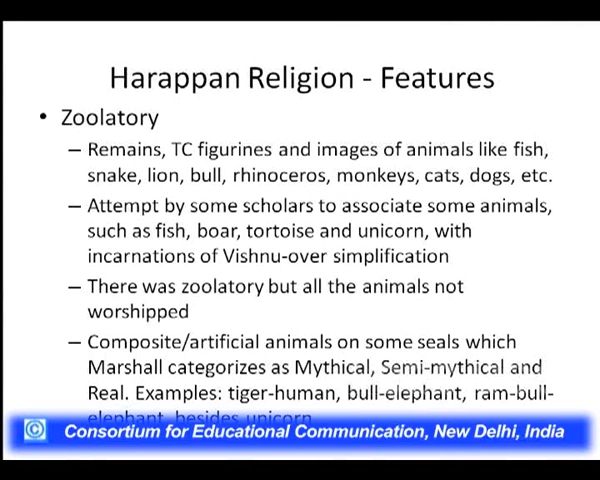 Harappan Religion - Features
• Zoolatory
– Remains, TC figurines and images of animals like fish,
snake, lion, bull, rhinoceros, monkeys, cats, dogs, etc.
– Attempt by some scholars to associate some animals,
such as fish, boar, tortoise and unicorn, with
incarnations of Vishnu-over simplification
– There was zoolatory but all the animals not
worshipped
– Composite/artificial animals on some seals which
Marshall categorizes as Mythical, Semi-mythical and
Real. Examples: tiger-human, bull-elephant, ram-bull-
elephant, besides unicorn
© Consortium for Educational Communication, New Delhi, India